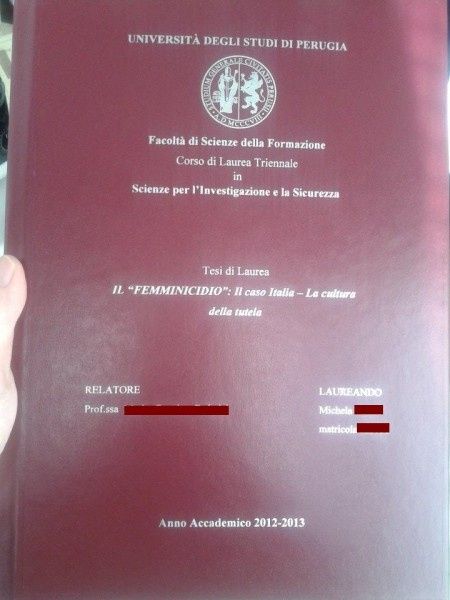 UNIVERSITÀ DEGLI STUDI DI PERUGIA
Facoltà di Scienze della Formazione
Corso di Laurea Triennale
in
Scienze per l'Investigazione e la Sicurezza
Tesi di Laurea
IL “FEMMINICIDIO”: Il caso Italia – La cultura
della tutela
RELATORE
Prof.ssa
LAUREANDO
Michela
matricola
Anno Accademico 2012-2013